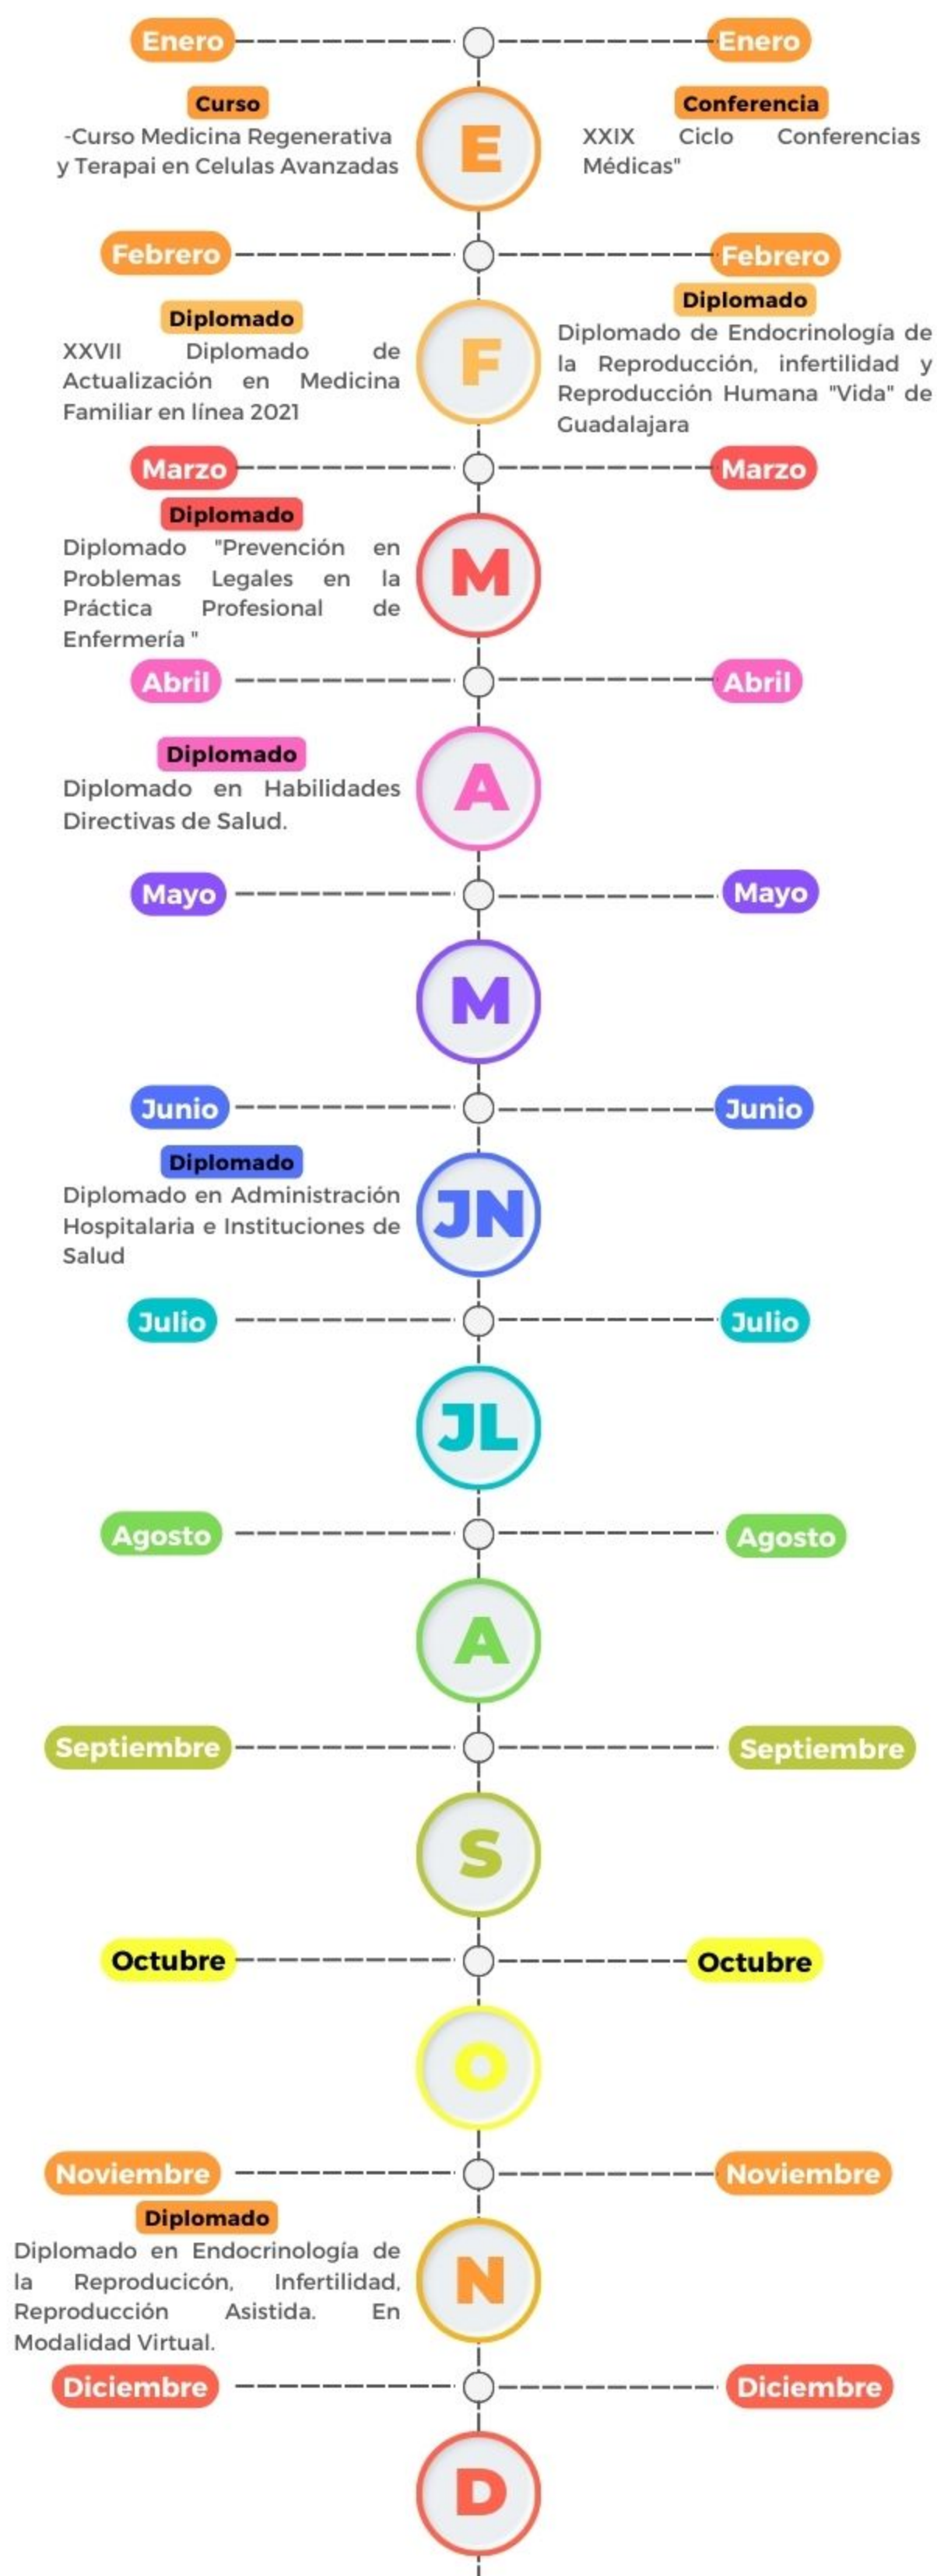 Enero
Enero
Curso
-Curso Medicina Regenerativa
y Terapai en Celulas Avanzadas
E
Conferencia
XXIX Ciclo Conferencias
Médicas"
Febrero
Febrero
Diplomado
XXVII Diplomado de
Actualización en Medicina
Familiar en línea 2021
F
Diplomado
Diplomado de Endocrinología de
la Reproducción, infertilidad y
Reproducción Humana "Vida" de
Guadalajara
Marzo
Marzo
Diplomado
Diplomado "Prevención en
Problemas Legales en la
Práctica Profesional de
Enfermería "
M
Abril
Abril
Diplomado
Diplomado en Habilidades
Directivas de Salud.
A
Mayo
Mayo
M
Junio
Junio
Diplomado
Diplomado en Administración
Hospitalaria e Instituciones de
Salud
JN
Julio
Julio
JL
Agosto
Agosto
A
Septiembre
Septiembre
S
Octubre
Octubre
O
Noviembre
Noviembre
Diplomado
Diplomado en Endocrinología de
la Reproducicón, Infertilidad,
Reproducción Asistida. En
Modalidad Virtual.
N
Diciembre
Diciembre
D